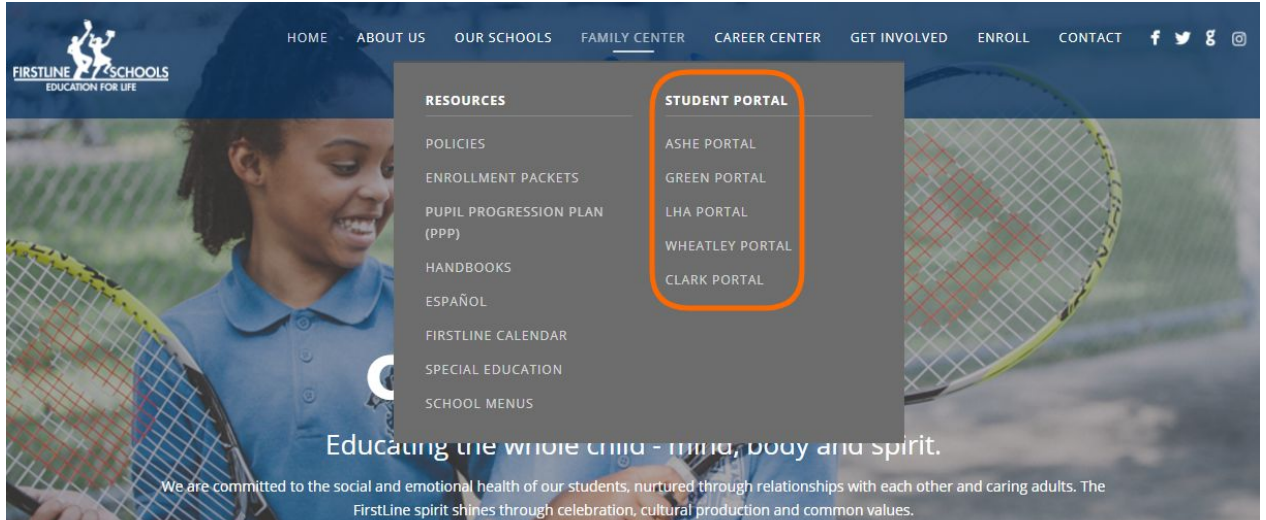 HOME ABOUT US OUR SCHOOLS FAMILY CENTER CAREER CENTER GET INVOLVED ENROLL CONTACT
FIRSTLINE SCHOOLS
EDUCATION FOR LIFE
RESOURCES
POLICIES
ENROLLMENT PACKETS
PUPIL PROGRESSION PLAN
(PPP)
HANDBOOKS
ESPAÑOL
FIRSTLINE CALENDAR
SPECIAL EDUCATION
SCHOOL MENUS
STUDENT PORTAL
ASHE PORTAL
GREEN PORTAL
LHA PORTAL
WHEATLEY PORTAL
CLARK PORTAL
Educating the whole child - mind, body and spirit.
We are committed to the social and emotional health of our students, nurtured through relationships with each other and caring adults. The
FirstLine spirit shines through celebration, cultural production and common values.